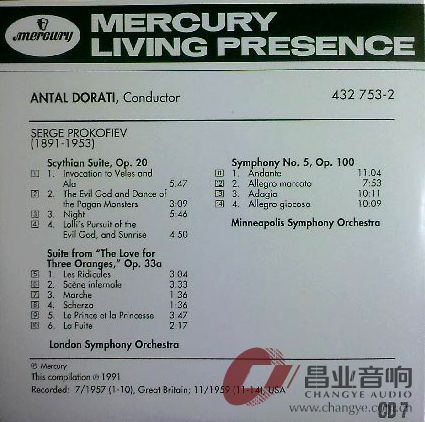 mercury
MERCURY
LIVING PRESENCE
ANTAL DORATI, Conductor 432 753-2
SERGE PROKOFIEV
(1891-1953)
Scythian Suite, Op. 20
1 1. Invocation to Veles and
Ala 5:47
2 2. The Evil God and Dance of
the Pagan Monsters 3:09
3 3. Night 5:46
4 4. Lolli's Pursuit of the
Evil God, and Sunrise 4:50
Suite from "The Love for
Three Oranges," Op. 33a
5 1. Les Ridicules 3:04
6 2. Scène infernale 3:33
7 3. Marche 1:36
8 4. Scherzo 1:36
9 5. Le Prince et la Princesse 3:47
10 6. La Fuite 2:17
London Symphony Orchestra
Symphony No. 5, Op. 100
11 1. Andante 11:04
12 2. Allegro marcato 7:53
13 3. Adagio 10:11
14 4. Allegro giocoso 10:09
Minneapolis Symphony Orchestra
℗ Mercury
This compilation ℗ 1991
Recorded: 7/1957 (1-10), Great Britain; 11/1959 (11-14), USA
昌业音响
CHANGYE AUDIO
www.changye.com.cn
CD 7